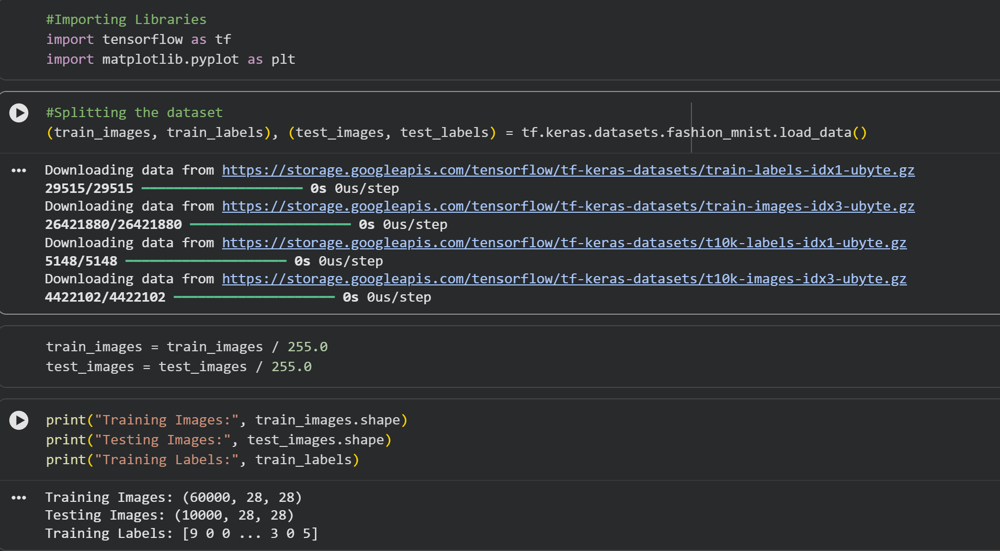 #Importing Libraries
import tensorflow as tf
import matplotlib.pyplot as plt
#Splitting the dataset
(train_images, train_labels), (test_images, test_labels) = tf.keras.datasets.fashion_mnist.load_data()
Downloading data from https://storage.googleapis.com/tensorflow/tf-keras-datasets/train-labels-idx1-ubyte.gz
29515/29515 ━━━━━━━━━━━━━━━━━━━━ 0s 0us/step
Downloading data from https://storage.googleapis.com/tensorflow/tf-keras-datasets/train-images-idx3-ubyte.gz
26421880/26421880 ━━━━━━━━━━━━━━━━━━━━ 0s 0us/step
Downloading data from https://storage.googleapis.com/tensorflow/tf-keras-datasets/t10k-labels-idx1-ubyte.gz
5148/5148 ━━━━━━━━━━━━━━━━━━━━ 0s 0us/step
Downloading data from https://storage.googleapis.com/tensorflow/tf-keras-datasets/t10k-images-idx3-ubyte.gz
4422102/4422102 ━━━━━━━━━━━━━━━━━━━━ 0s 0us/step
train_images = train_images / 255.0
test_images = test_images / 255.0
print("Training Images:", train_images.shape)
print("Testing Images:", test_images.shape)
print("Training Labels:", train_labels)
Training Images: (60000, 28, 28)
Testing Images: (10000, 28, 28)
Training Labels: [9 0 0 ... 3 0 5]